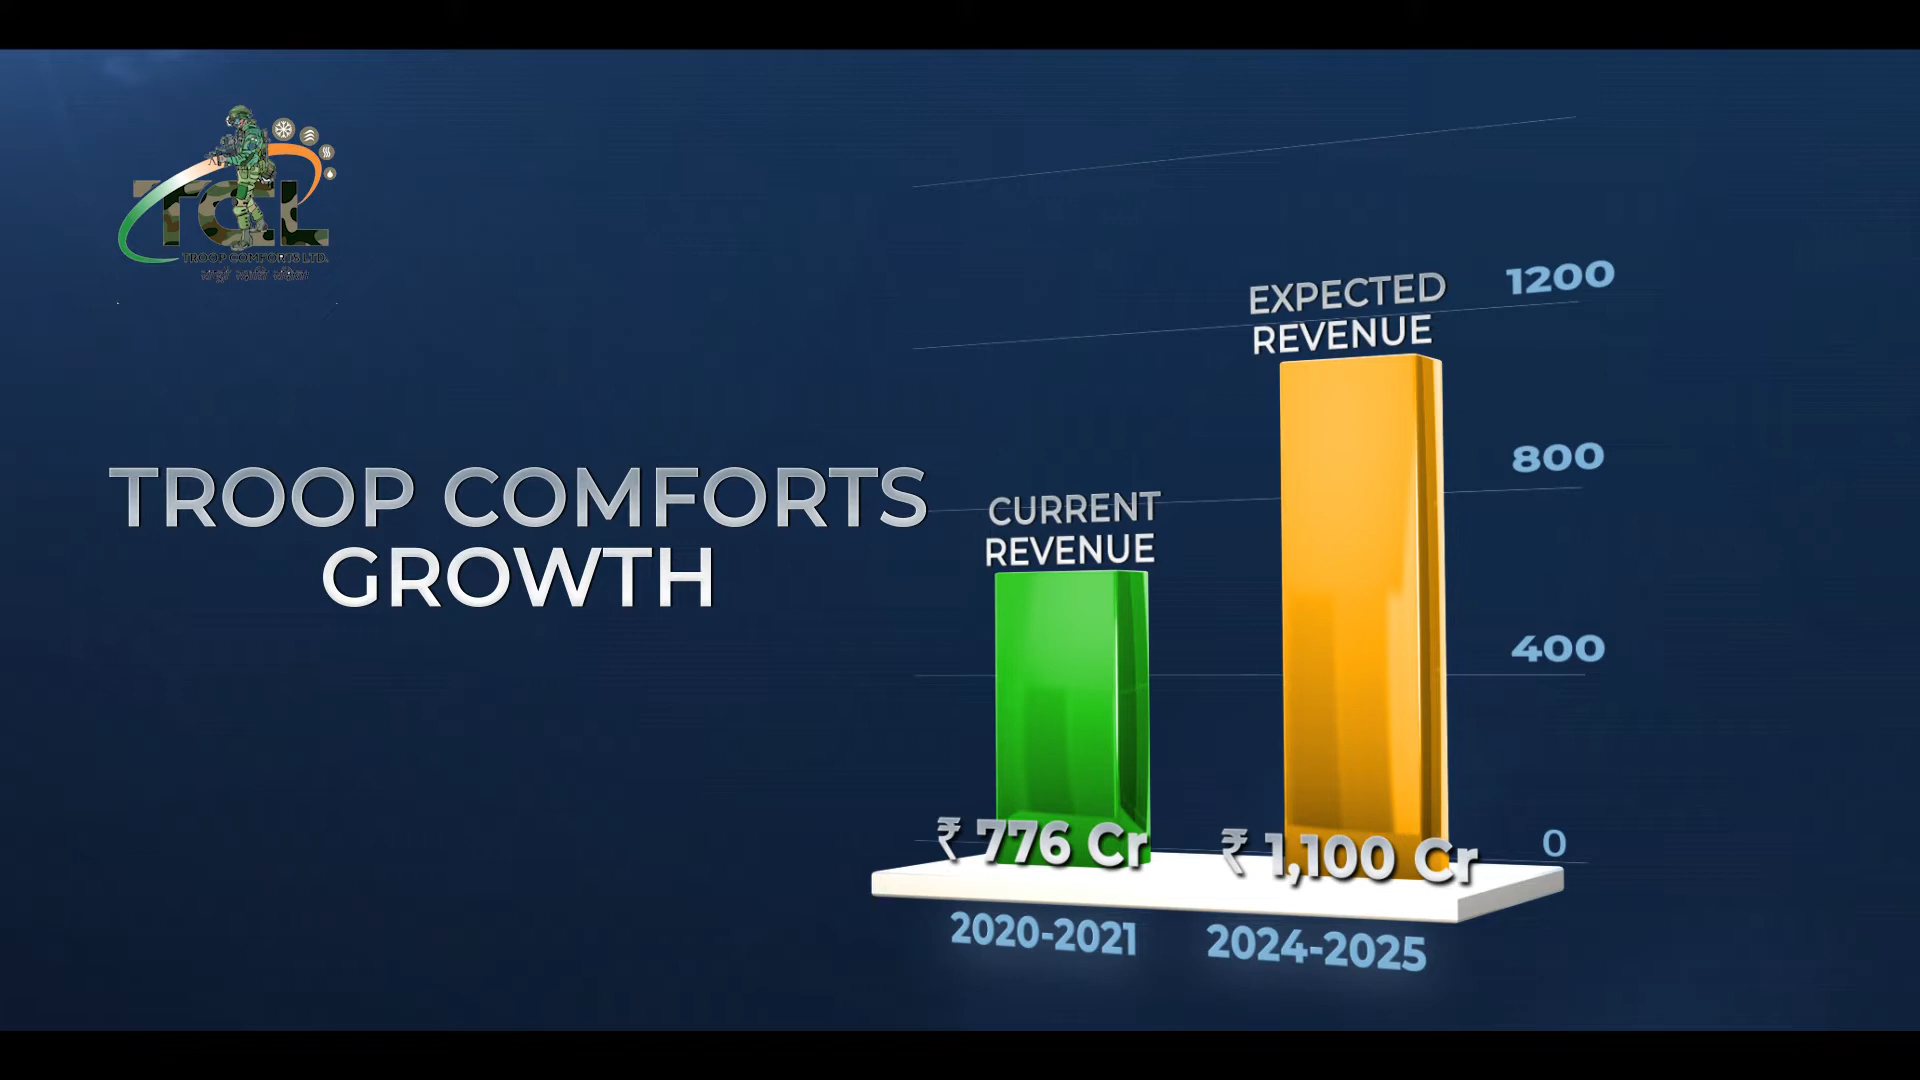 TCL
TROOP COMFORTS LTD.
TROOP COMFORTS
GROWTH
EXPECTED
REVENUE
CURRENT
REVENUE
1200
800
400
0
₹ 776 Cr
₹ 1,100 Cr
2020-2021
2024-2025